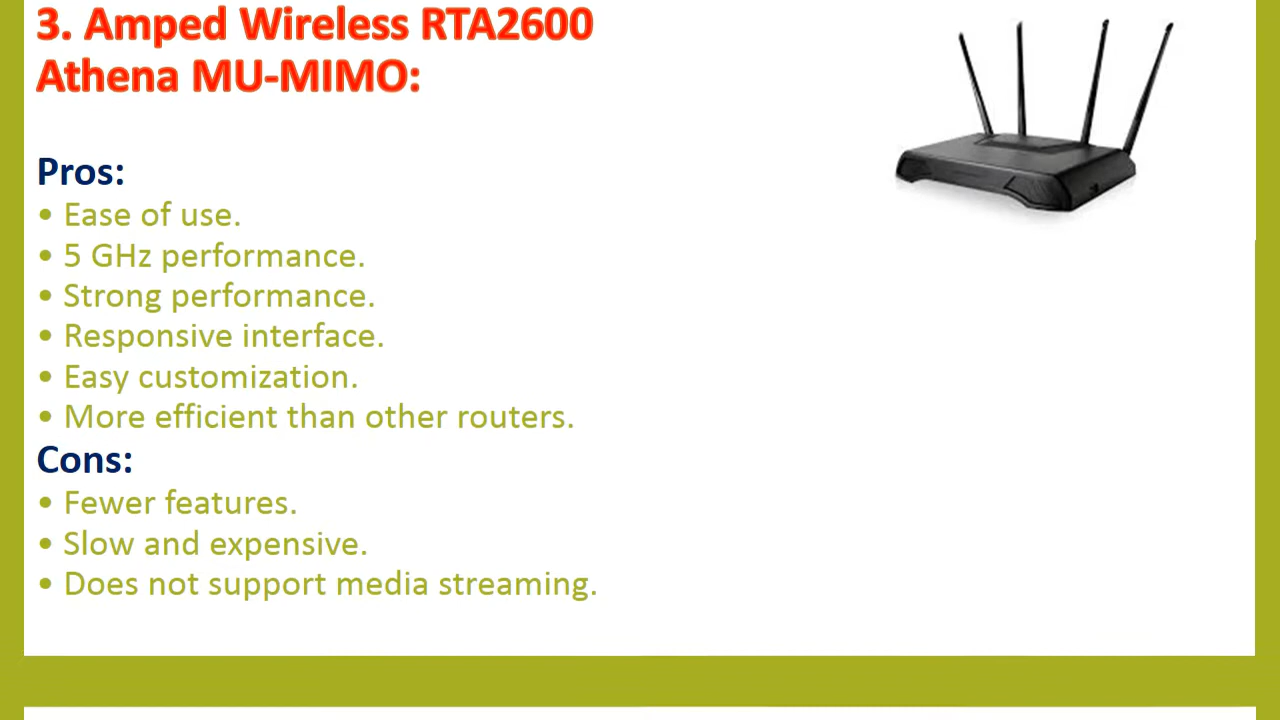 3. Amped Wireless RTA2600
Athena MU-MIMO:
Pros:
• Ease of use.
• 5 GHz performance.
• Strong performance.
• Responsive interface.
• Easy customization.
• More efficient than other routers.
Cons:
• Fewer features.
• Slow and expensive.
• Does not support media streaming.